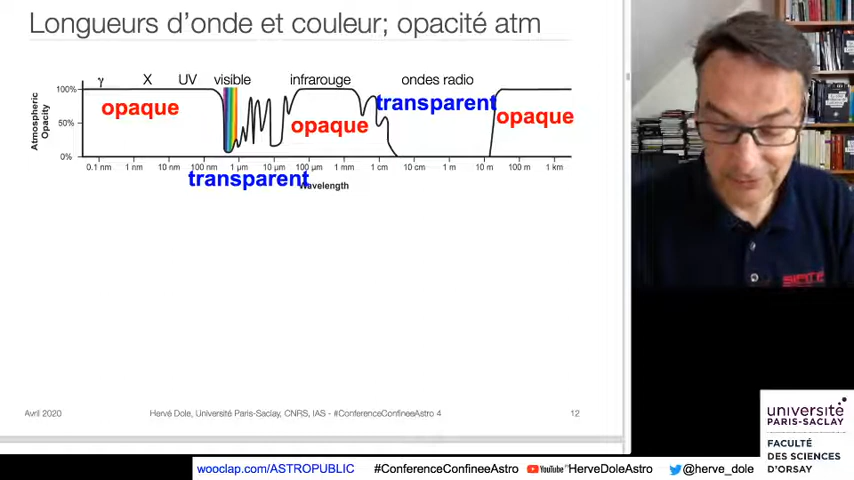 Longueurs d'onde et couleur; opacité atm
γ X UV visible infrarouge ondes radio
Atmospheric
Opacity
100%
50%
0%
opaque
transparent
opaque
transparent
opaque
0.1 nm 1 nm 10 nm 100 nm 1 μm 10 μm 100 μm 1 mm 1 cm 10 cm 1 m 10 m 100 m 1 km
Wavelength
Avril 2020 Hervé Dole, Université Paris-Saclay, CNRS, IAS - #ConferenceConfineeAstro 4 12
université
PARIS-SACLAY
FACULTÉ
DES SCIENCES
D'ORSAY
wooclap.com/ASTROPUBLIC #ConferenceConfineeAstro YouTube HerveDoleAstro @herve_dole